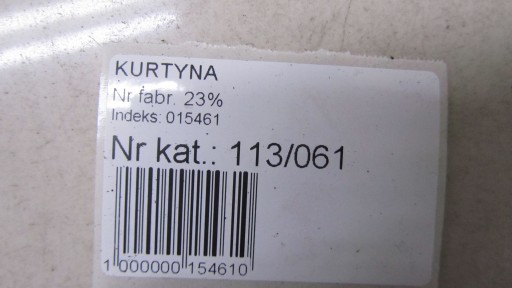 KURTYNA
Nr fabr. 23%
Indeks: 015461
Nr kat.: 113/061
1 000000 154610